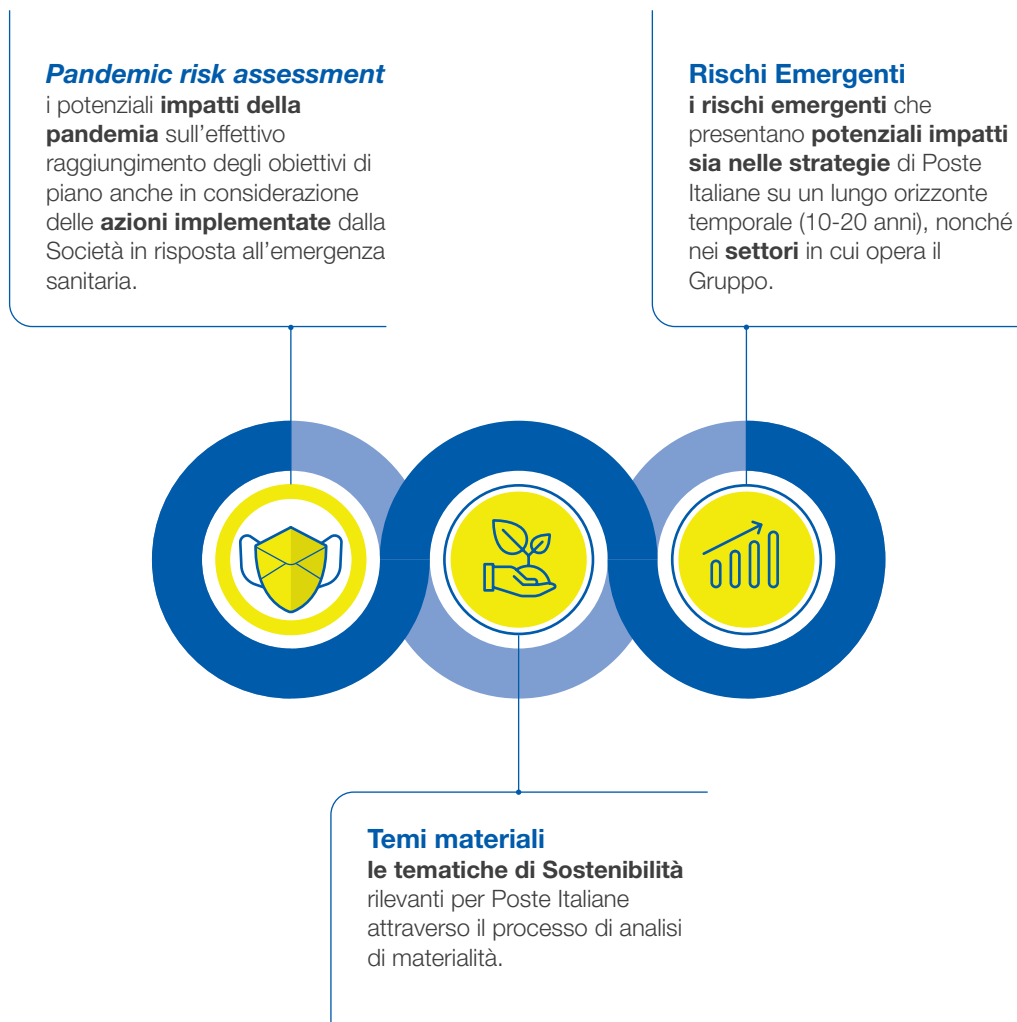 Pandemic risk assessment
i potenziali impatti della
pandemia sull'effettivo
raggiungimento degli obiettivi di
piano anche in considerazione
delle azioni implementate dalla
Società in risposta all'emergenza
sanitaria.
Rischi Emergenti
i rischi emergenti che
presentano potenziali impatti
sia nelle strategie di Poste
Italiane su un lungo orizzonte
temporale (10-20 anni), nonché
nei settori in cui opera il
Gruppo.
Temi materiali
le tematiche di Sostenibilità
rilevanti per Poste Italiane
attraverso il processo di analisi
di materialità.